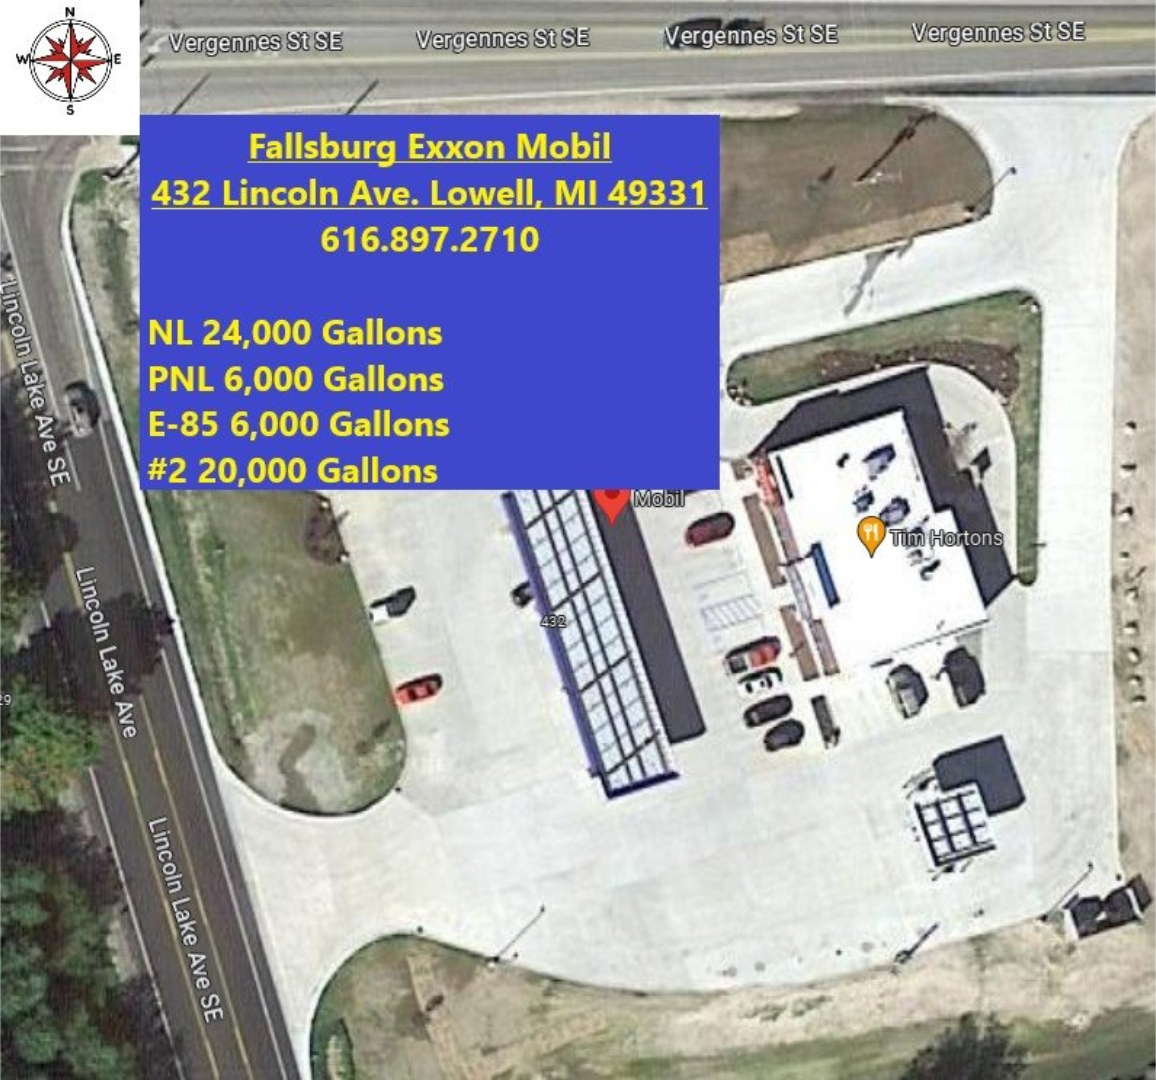 N
W E
S
Vergennes St SE Vergennes St SE Vergennes St SE Vergennes St SE
Fallsburg Exxon Mobil
432 Lincoln Ave. Lowell, MI 49331
616.897.2710
NL 24,000 Gallons
PNL 6,000 Gallons
E-85 6,000 Gallons
#2 20,000 Gallons
Lincoln Lake Ave SE
Mobil
Tim Hortons
432
Lincoln Lake Ave
29
Lincoln Lake Ave SE